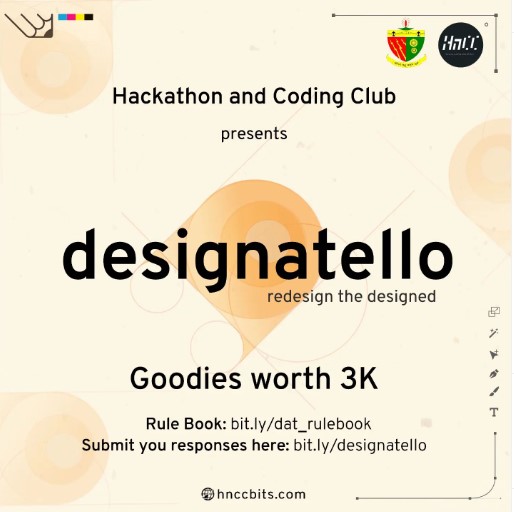 HnCC
Hackathon and Coding Club
presents
designatello
redesign the designed
Goodies worth 3K
Rule Book: bit.ly/dat_rulebook
Submit you responses here: bit.ly/designatello
hnccbits.com